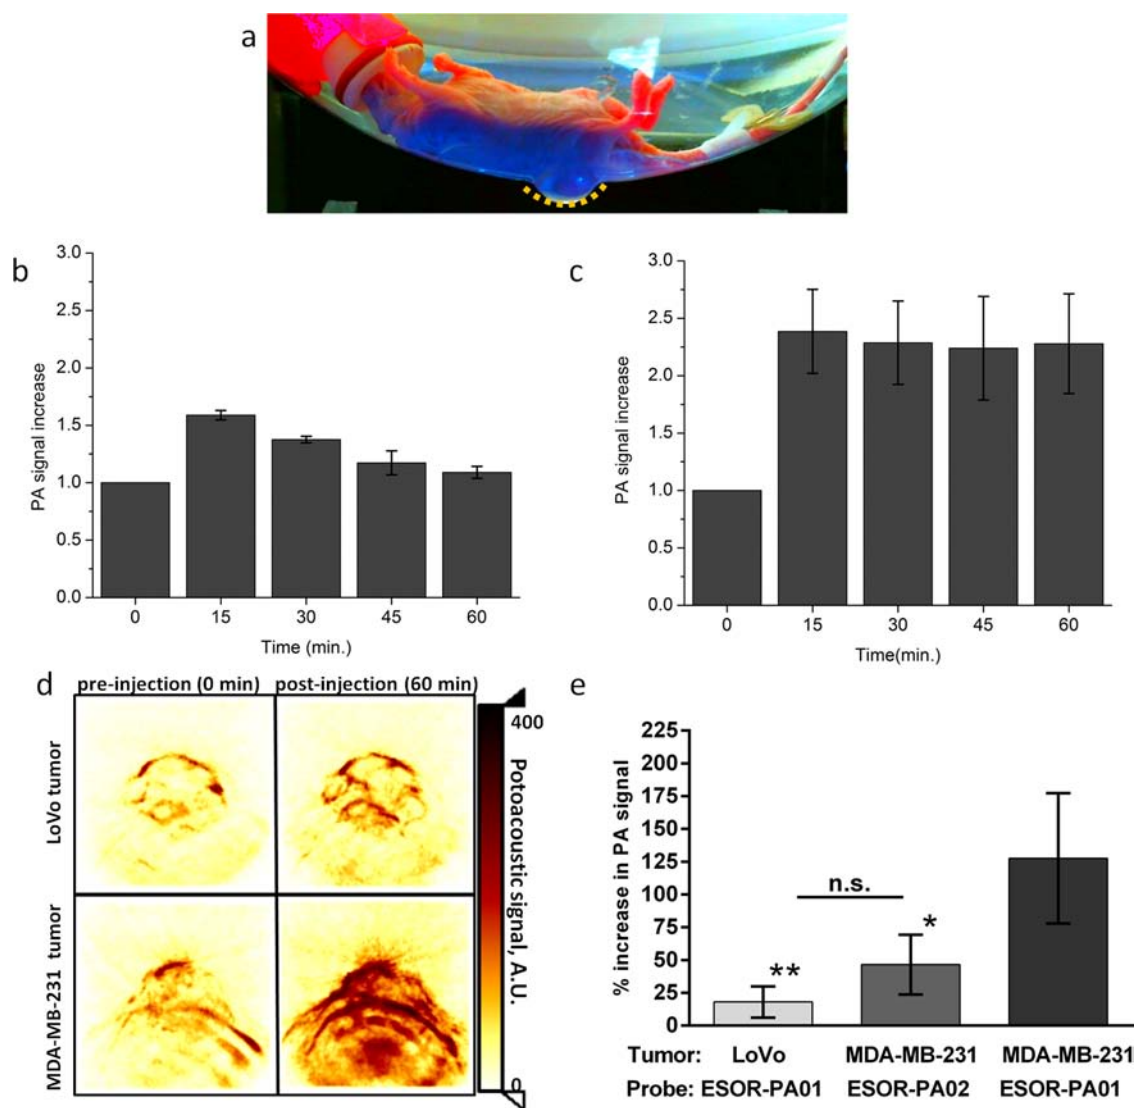 a
b
3.0
2.5
2.0
1.5
1.0
0.5
0.0
PA signal increase
0 15 30 45 60
Time (min.)
c
3.0
2.5
2.0
1.5
1.0
0.5
0.0
PA signal increase
0 15 30 45 60
Time(min.)
d
pre-injection (0 min) post-injection (60 min)
LoVo tumor
MDA-MB-231 tumor
400
Potoacoustic signal, A.U.
0
e
225
200
175
150
125
100
75
50
25
0
% increase in PA signal
n.s.
**
*
Tumor: LoVo MDA-MB-231 MDA-MB-231
Probe: ESOR-PA01 ESOR-PA02 ESOR-PA01